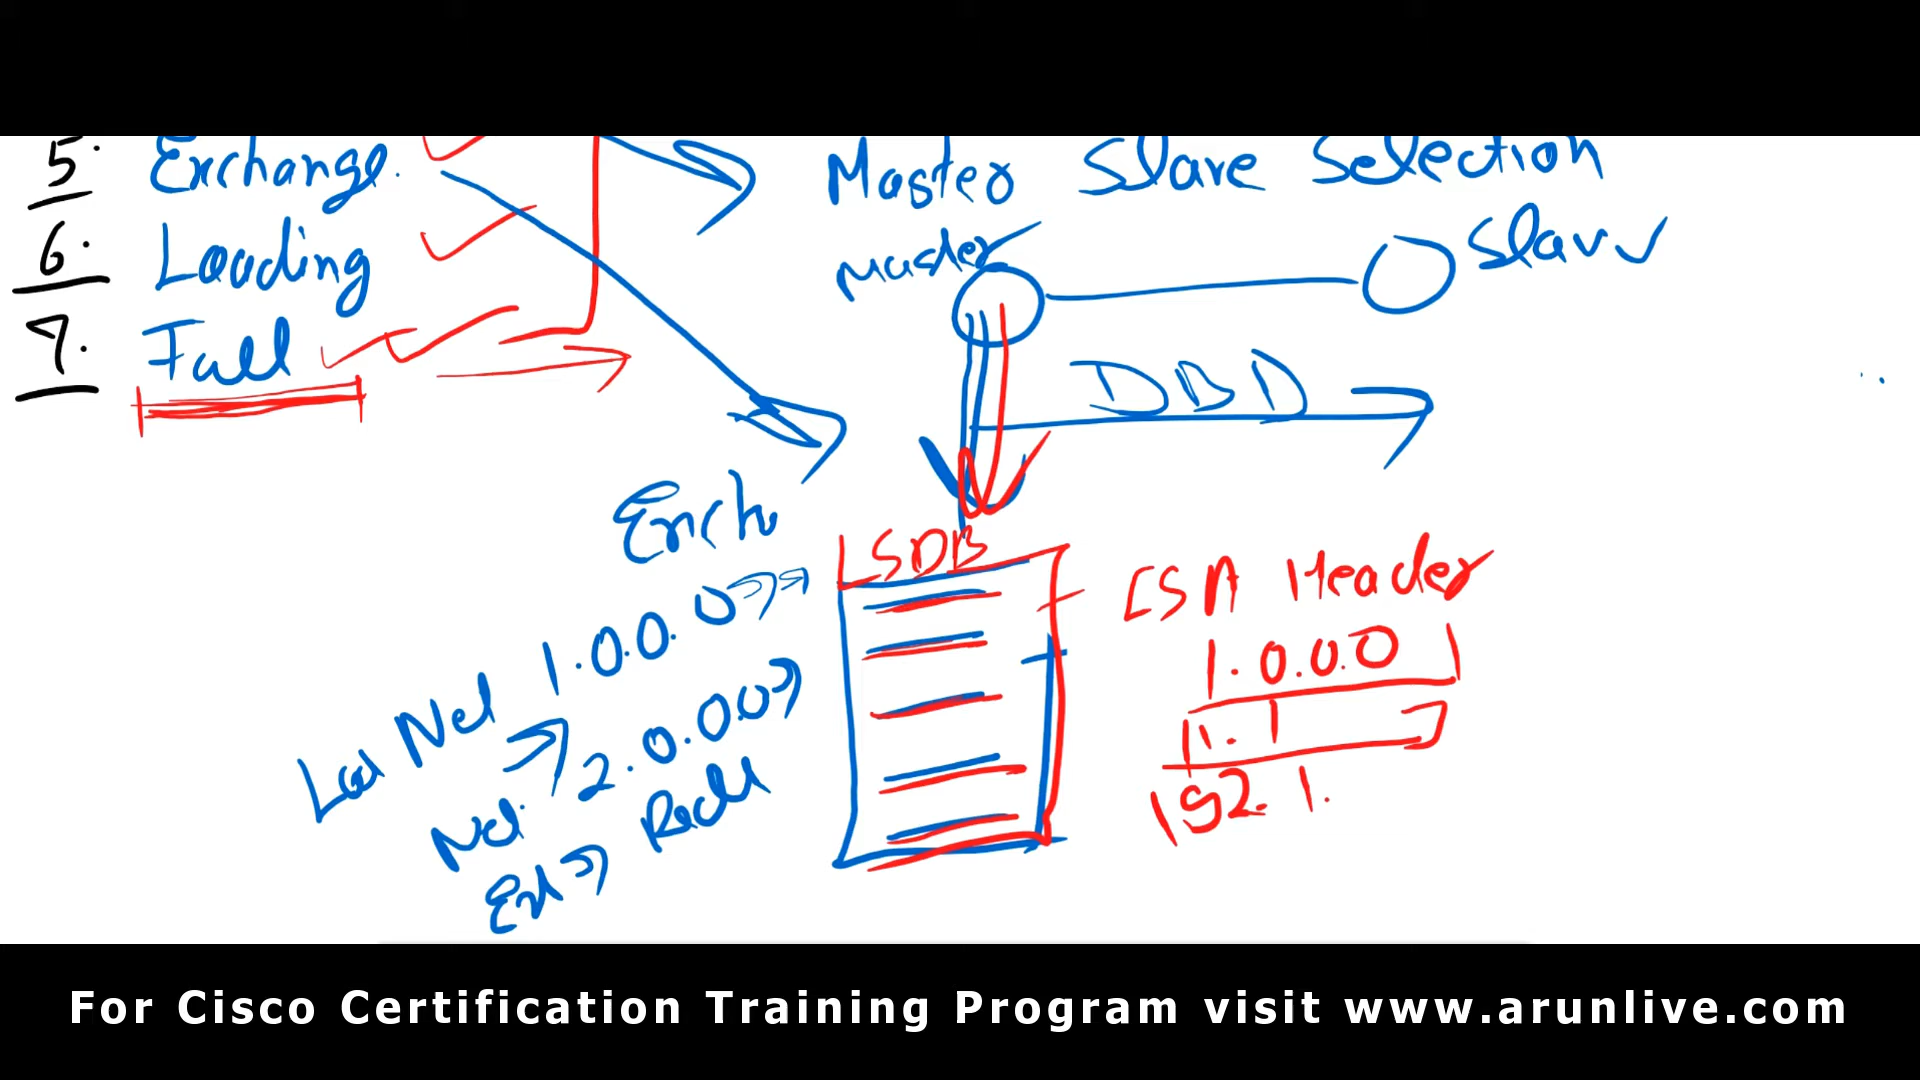 5. Exchange.
6. Loading
7. Full
Master Slave Selection
Master
Slave
DBD
Exch
LSDB
LSA Header
1.0.0.0
1.1
192.1.
Net 1.0.0.0
Net. 2.0.0.0
For Cisco Certification Training Program visit www.arunlive.com